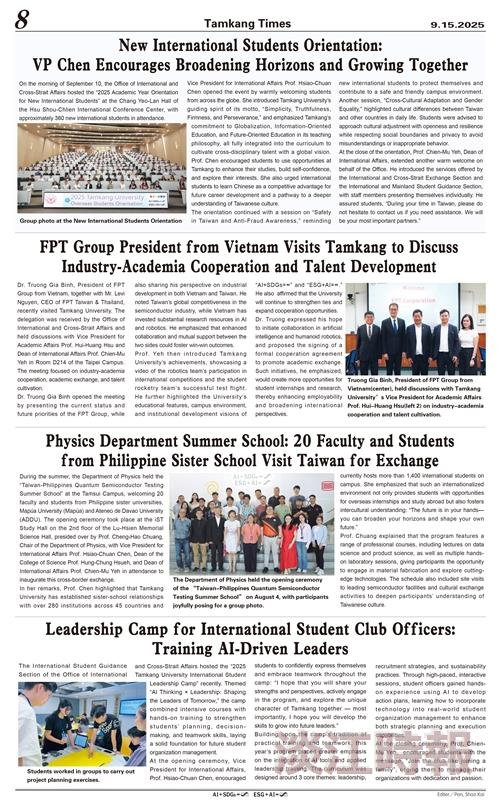 8
Tamkang Times
9.15.2025
New International Students Orientation:
VP Chen Encourages Broadening Horizons and Growing Together
On the morning of September 10, the Office of International and
Cross-Strait Affairs hosted the "2025 Academic Year Orientation
for New International Students" at the Chang Yeo-Lan Hall of
the Hsu Shou-Chlien International Conference Center, with
approximately 360 new international students in attendance.
2025 Tamkang University
Overseas Students Orientation
Group photo at the New International Students Orientation
Vice President for International Affairs Prof. Hsiao-Chuan
Chen opened the event by warmly welcoming students
from across the globe. She introduced Tamkang University's
guiding spirit of its motto, "Simplicity, Truthfulness,
Firmness, and Perseverance," and emphasized Tamkang's
commitment to Globalization, Information-Oriented
Education, and Future-Oriented Education in its teaching
philosophy, all fully integrated into the curriculum to
cultivate cross-disciplinary talent with a global vision.
Prof. Chen encouraged students to use opportunities at
Tamkang to enhance their studies, build self-confidence,
and explore their interests. She also urged international
students to learn Chinese as a competitive advantage for
future career development and a pathway to a deeper
understanding of Taiwanese culture.
The orientation continued with a session on "Safety
in Taiwan and Anti-Fraud Awareness," reminding
new international students to protect themselves and
contribute to a safe and friendly campus environment.
Another session, "Cross-Cultural Adaptation and Gender
Equality," highlighted cultural differences between Taiwan
and other countries in daily life. Students were advised to
approach cultural adjustment with openness and resilience
while respecting social boundaries and privacy to avoid
misunderstandings or inappropriate behavior.
At the close of the orientation, Prof. Chien-Mu Yeh, Dean of
International Affairs, extended another warm welcome on
behalf of the Office. He introduced the services offered by
the International and Cross-Strait Exchange Section and
the International and Mainland Student Guidance Section,
with staff members presenting themselves individually. He
assured students, "During your time in Taiwan, please do
not hesitate to contact us if you need assistance. We will
be your most important partners."
FPT Group President from Vietnam Visits Tamkang to Discuss
Industry-Academia Cooperation and Talent Development
Dr. Truong Gia Binh, President of FPT
Group from Vietnam, together with Mr. Levi
Nguyen, CEO of FPT Taiwan & Thailand,
recently visited Tamkang University. The
delegation was received by the Office of
International and Cross-Strait Affairs and
held discussions with Vice President for
Academic Affairs Prof. Hui-Huang Hsu and
Dean of International Affairs Prof. Chien-Mu
Yeh in Room D214 of the Taipei Campus.
The meeting focused on industry-academia
cooperation, academic exchange, and talent
cultivation.
Dr. Truong Gia Binh opened the meeting
by presenting the current status and
future priorities of the FPT Group, while
also sharing his perspective on industrial
development in both Vietnam and Taiwan. He
noted Taiwan's global competitiveness in the
semiconductor industry, while Vietnam has
invested substantial research resources in AI
and robotics. He emphasized that enhanced
collaboration and mutual support between the
two sides could foster win-win outcomes.
Prof. Yeh then introduced Tamkang
University's achievements, showcasing a
video of the robotics team's participation in
international competitions and the student
rocketry team's successful test flight.
He further highlighted the University's
educational features, campus environment,
and institutional development visions of
"AI+SDGs=∞" and "ESG+AI=∞."
He also affirmed that the University
will continue to strengthen ties and
expand cooperation opportunities.
Dr. Truong expressed his hope
to initiate collaboration in artificial
intelligence and humanoid robotics,
and proposed the signing of a
formal cooperation agreement
to promote academic exchange.
Such initiatives, he emphasized,
would create more opportunities for
student internships and research,
thereby enhancing employability
and broadening international
perspectives.
Truong Gia Binh, President of FPT Group from
Vietnam(center), held discussions with Tamkang
University's Vice President for Academic Affairs
Prof. Hui-Huang Hsu(left 2) on industry-academia
cooperation and talent cultivation.
Physics Department Summer School: 20 Faculty and Students
from Philippine Sister School Visit Taiwan for Exchange
During the summer, the Department of Physics held the
"Taiwan-Philippines Quantum Semiconductor Testing
Summer School" at the Tamsui Campus, welcoming 20
faculty and students from Philippine sister universities,
Mapúa University (Mapúa) and Ateneo de Davao University
(ADDU). The opening ceremony took place at the iST
Study Hall on the 2nd floor of the Lu-Hsien Memorial
Science Hall, presided over by Prof. Cheng-Hao Chuang,
Chair of the Department of Physics, with Vice President for
International Affairs Prof. Hsiao-Chuan Chen, Dean of the
College of Science Prof. Hung-Chung Hsueh, and Dean of
International Affairs Prof. Chien-Mu Yeh in attendance to
inaugurate this cross-border exchange.
In her remarks, Prof. Chen highlighted that Tamkang
University has established sister-school relationships
with over 280 institutions across 45 countries and
AI+SDGs=∞
ESG+AI=∞
The Department of Physics held the opening ceremony
of the "Taiwan-Philippines Quantum Semiconductor
Testing Summer School" on August 4, with participants
joyfully posing for a group photo.
currently hosts more than 1,400 international students on
campus. She emphasized that such an internationalized
environment not only provides students with opportunities
for overseas internships and study abroad but also fosters
intercultural understanding: "The future is in your hands—
you can broaden your horizons and shape your own
future."
Prof. Chuang explained that the program features a
range of professional courses, including lectures on data
science and product science, as well as multiple hands-
on laboratory sessions, giving participants the opportunity
to engage in material fabrication and explore cutting-
edge technologies. The schedule also included site visits
to leading semiconductor facilities and cultural exchange
activities to deepen participants' understanding of
Taiwanese culture.
Leadership Camp for International Student Club Officers:
Training AI-Driven Leaders
The International Student Guidance
Section of the Office of International
Students worked in groups to carry out
project planning exercises.
and Cross-Strait Affairs hosted the "2025
Tamkang University International Student
Leadership Camp" recently. Themed
"AI Thinking × Leadership: Shaping
the Leaders of Tomorrow," the camp
combined intensive courses with
hands-on training to strengthen
students' planning, decision-
making, and teamwork skills, laying
a solid foundation for future student
organization management.
At the opening ceremony, Vice
President Prof. Hsiao-Chuan Chen, encouraged
students to confidently express themselves
and embrace teamwork throughout the
camp: "I hope that you will share your
strengths and perspectives, actively engage
in the program, and explore the unique
character of Tamkang together — most
importantly, I hope you will develop the
skills to grow into future leaders."
Building on tradition of
practical training and teamwork, this
year's program placed greater emphasis
on the integration of AI tools and applied
leadership training. The curriculum was
designed around 3 core themes: leadership,
recruitment strategies, and sustainability
practices. Through high-paced, interactive
sessions, student officers gained hands-
on experience using AI to develop
action plans, learning how to incorporate
technology into real-world student
organization management to enhance
both strategic planning and execution
At the closing ceremony, Prof. Chien-
Mu Yeh, encouraged students to
"Join Tamkang like joining a
family," urging them to manage their
organizations with dedication and passion.
淡江時報
AI+SDGs=∞ ESG+AI=∞
Editor / Pan, Shao Kai